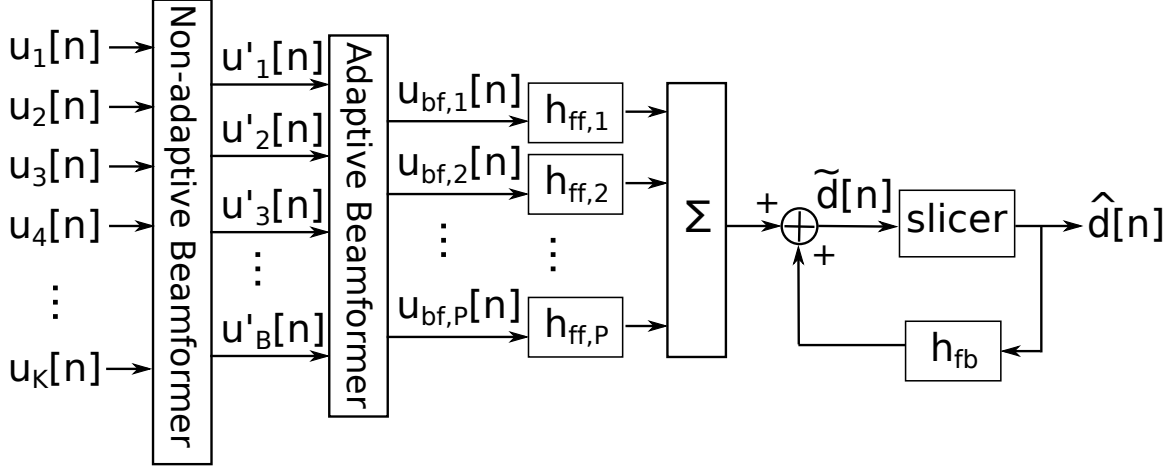 u1[n]
u2[n]
u3[n]
u4[n]
⋮
uK[n]
Non-adaptive Beamformer
u'1[n]
u'2[n]
u'3[n]
⋮
u'B[n]
Adaptive Beamformer
ubf,1[n]
ubf,2[n]
⋮
ubf,P[n]
hff,1
hff,2
⋮
hff,P
Σ
+
+
d̃[n]
slicer
d̂[n]
hfb